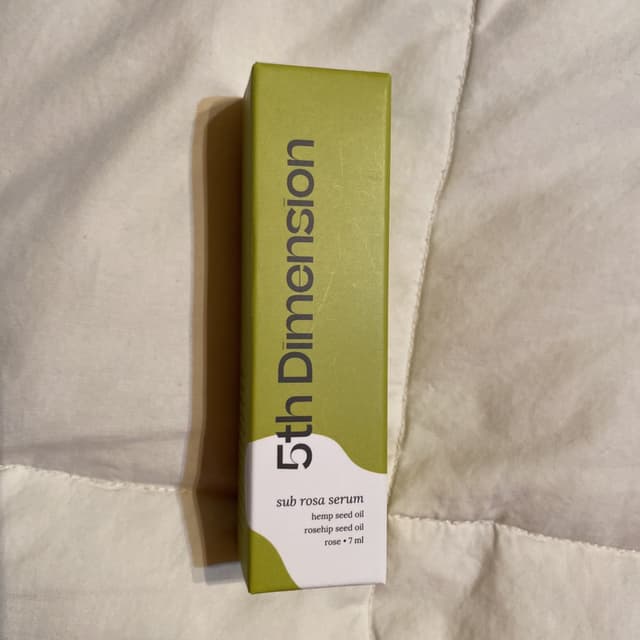 5th Dimension
sub rosa serum
hemp seed oil
rosehip seed oil
rose • 7 ml